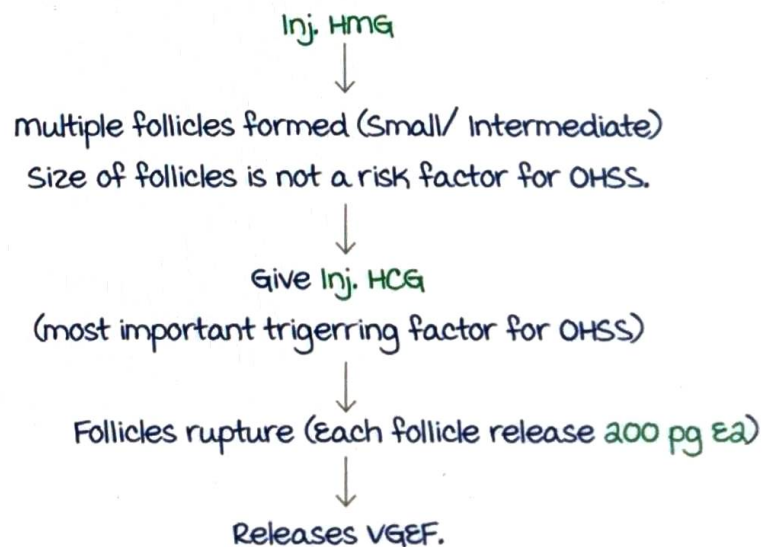 Inj. HMG
Multiple follicles formed (Small/ Intermediate)
Size of follicles is not a risk factor for OHSS.
Give Inj. HCG
(most important trigerring factor for OHSS)
Follicles rupture (Each follicle release 200 pg E2)
Releases VGEF.